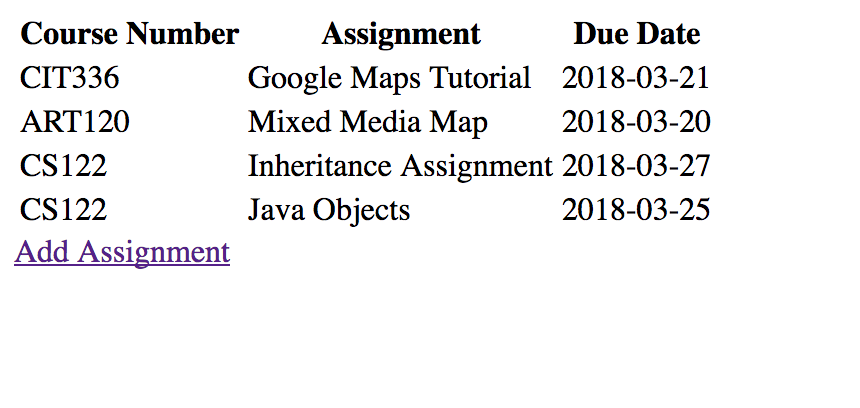 Course Number Assignment Due Date
CIT336 Google Maps Tutorial 2018-03-21
ART120 Mixed Media Map 2018-03-20
CS122 Inheritance Assignment 2018-03-27
CS122 Java Objects 2018-03-25
Add Assignment